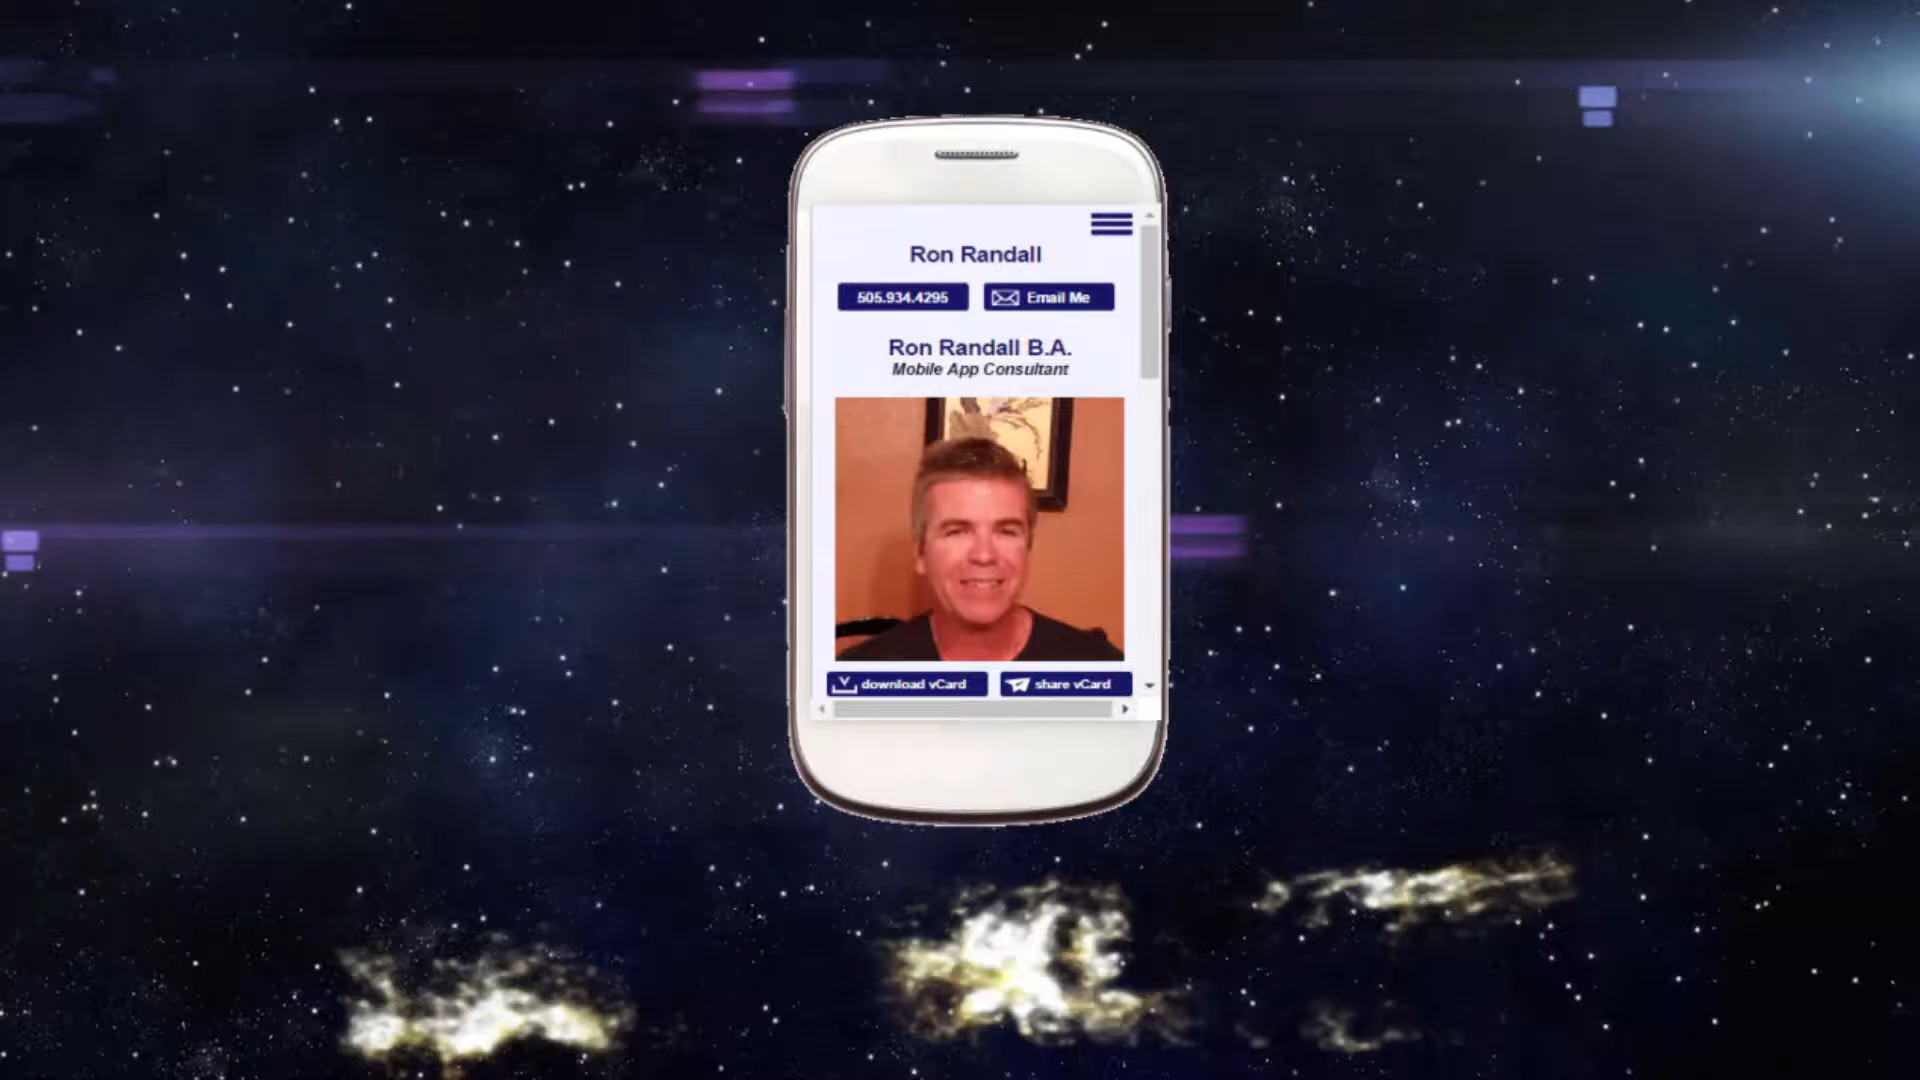 Ron Randall
505.934.4295
Email Me
Ron Randall B.A.
Mobile App Consultant
download vCard
share vCard